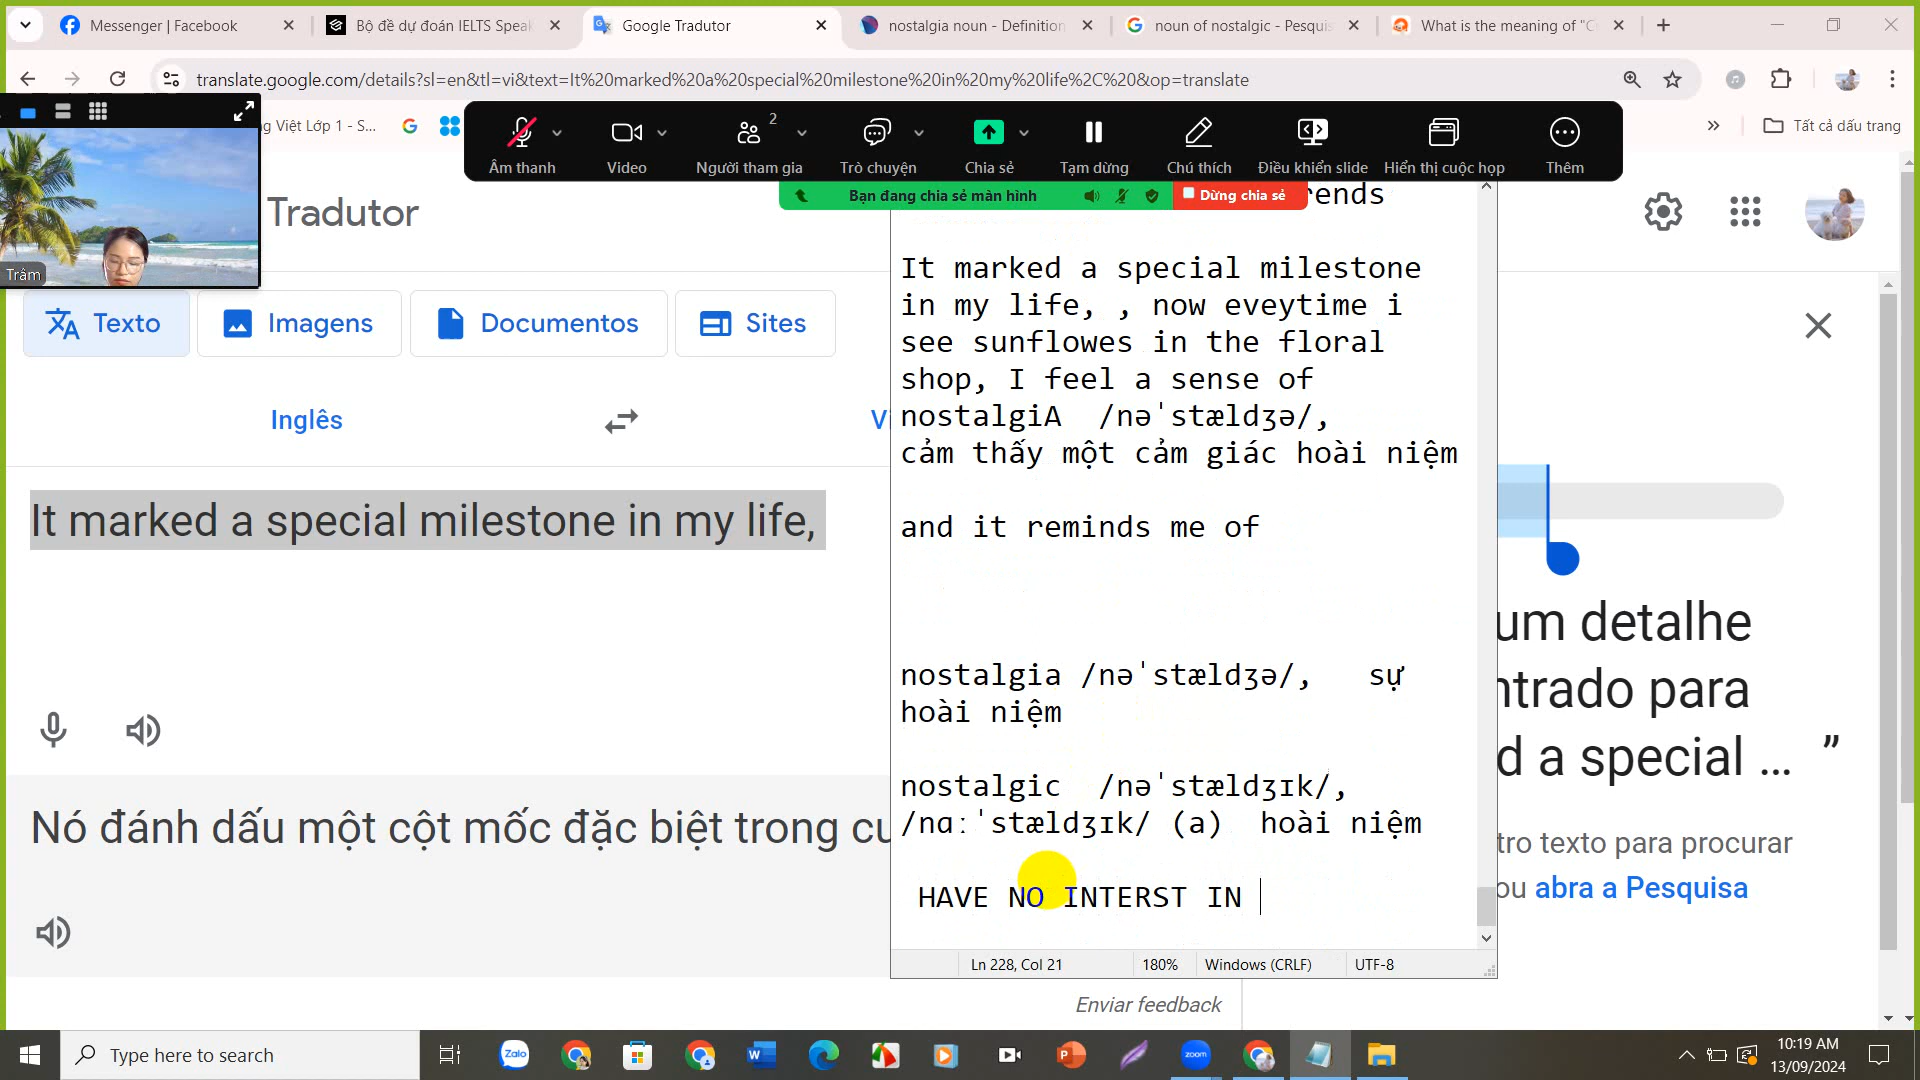 Messenger | Facebook
Bộ đề dự đoán IELTS Speak
Google Tradutor
nostalgia noun - Definition
noun of nostalgic - Pesquis
What is the meaning of "C
translate.google.com/details?sl=en&tl=vi&text=It%20marked%20a%20special%20milestone%20in%20my%20life%2C%20&op=translate
ng Việt Lớp 1 - S...
Tất cả dấu trang
2
Âm thanh
Video
Người tham gia
Trò chuyện
Chia sẻ
Tạm dừng
Chú thích
Điều khiển slide
Hiển thị cuộc họp
Thêm
Bạn đang chia sẻ màn hình
Dừng chia sẻ
Trâm
Tradutor
Texto
Imagens
Documentos
Sites
Inglês
Vi
It marked a special milestone in my life,
Nó đánh dấu một cột mốc đặc biệt trong cu
rends
It marked a special milestone
in my life, , now eveytime i
see sunflowes in the floral
shop, I feel a sense of
nostalgiA /nəˈstældʒə/,
cảm thấy một cảm giác hoài niệm
and it reminds me of
nostalgia /nəˈstældʒə/, sự
hoài niệm
nostalgic /nəˈstældʒɪk/,
/nɑːˈstældʒɪk/ (a) hoài niệm
HAVE NO INTERST IN
Ln 228, Col 21
180%
Windows (CRLF)
UTF-8
um detalhe
ntrado para
d a special ... ”
tro texto para procurar
ou abra a Pesquisa
Enviar feedback
Type here to search
Zalo
zoom
10:19 AM
13/09/2024